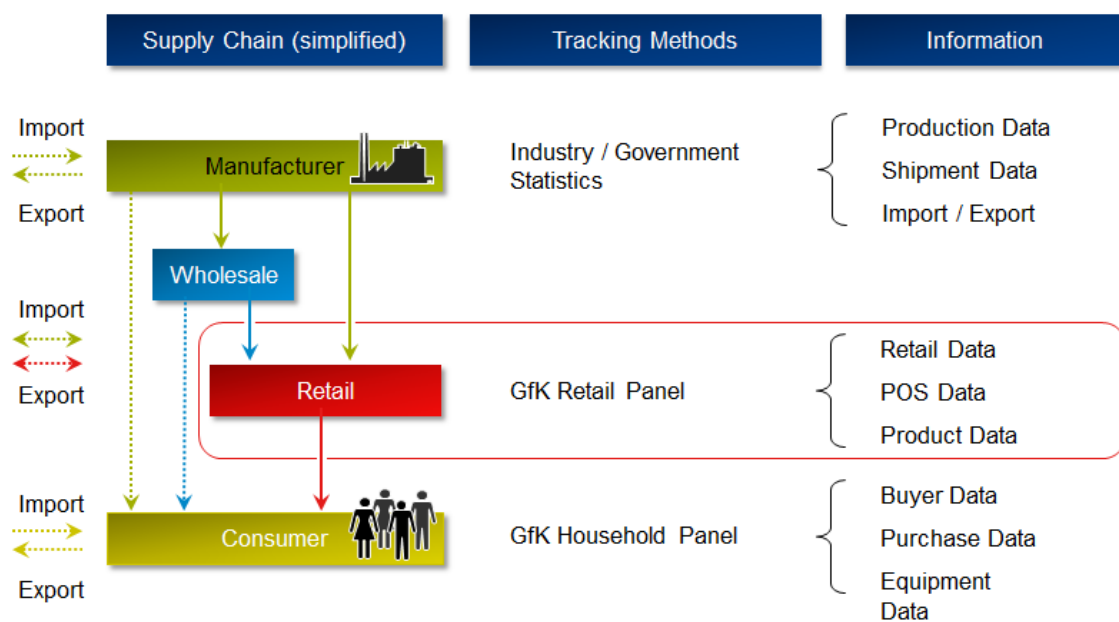 Supply Chain (simplified)
Tracking Methods
Information
Import
Export
Manufacturer
Industry / Government
Statistics
Production Data
Shipment Data
Import / Export
Wholesale
Import
Export
Retail
GfK Retail Panel
Retail Data
POS Data
Product Data
Import
Export
Consumer
GfK Household Panel
Buyer Data
Purchase Data
Equipment
Data